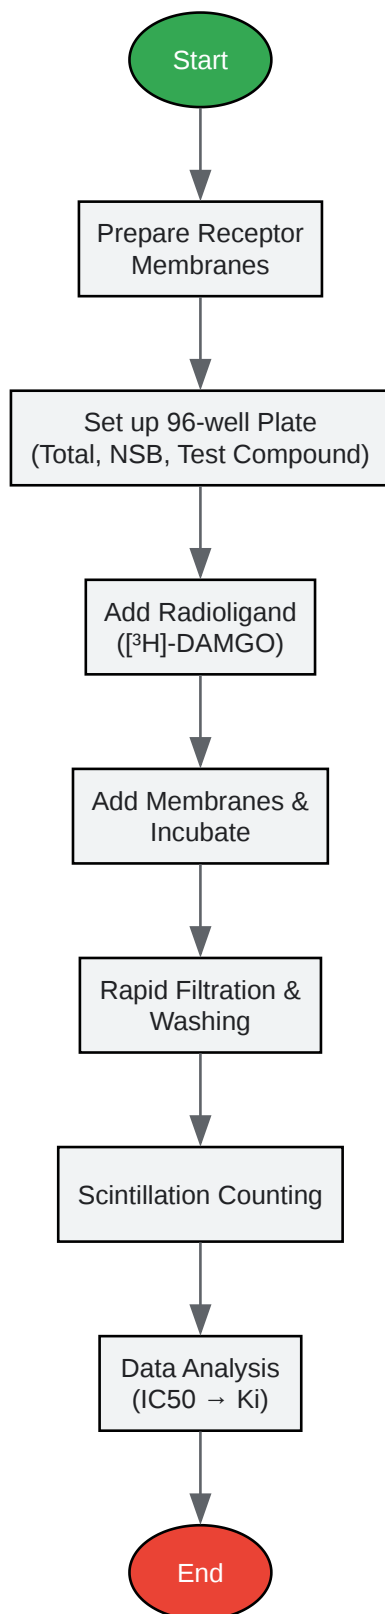 Start
Prepare Receptor
Membranes
Set up 96-well Plate
(Total, NSB, Test Compound)
Add Radioligand
([³H]-DAMGO)
Add Membranes &
Incubate
Rapid Filtration &
Washing
Scintillation Counting
Data Analysis
(IC50 → Ki)
End